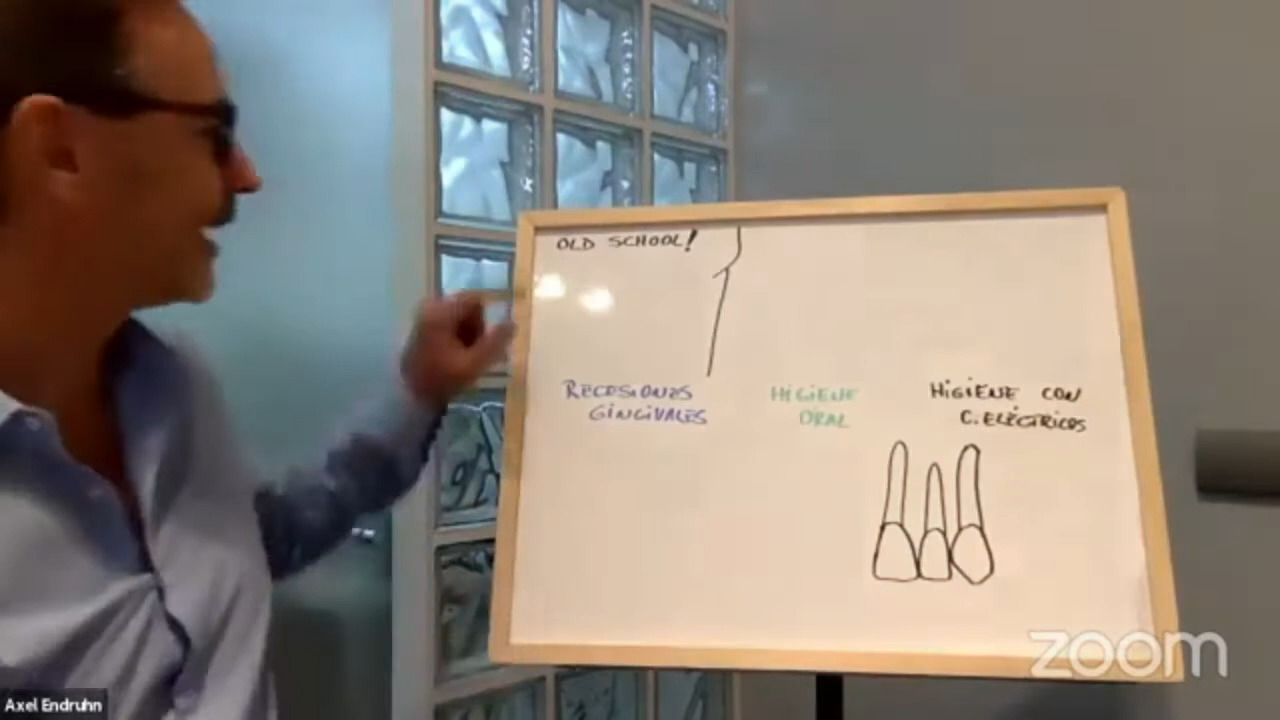 OLD SCHOOL!
RECESIONES
GINGIVALES
HIGIENE
ORAL
HIGIENE CON
C.ELÉCTRICOS
zoom
Axel Endruhn